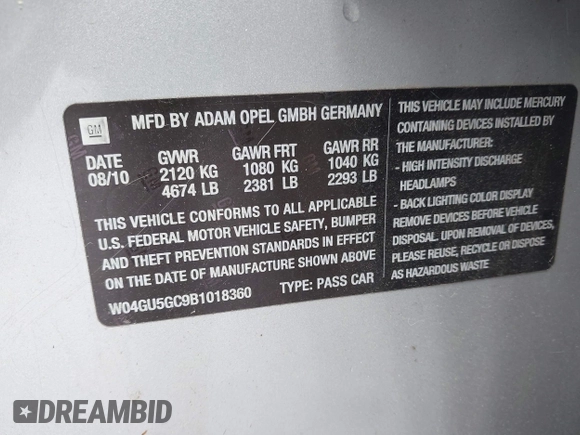 GM
MFD BY ADAM OPEL GMBH GERMANY
DATE GVWR GAWR FRT GAWR RR
08/10 2120 KG 1080 KG 1040 KG
4674 LB 2381 LB 2293 LB
THIS VEHICLE CONFORMS TO ALL APPLICABLE
U.S. FEDERAL MOTOR VEHICLE SAFETY, BUMPER
AND THEFT PREVENTION STANDARDS IN EFFECT
ON THE DATE OF MANUFACTURE SHOWN ABOVE
W04GU5GC9B1018360 TYPE: PASS CAR
THIS VEHICLE MAY INCLUDE MERCURY
CONTAINING DEVICES INSTALLED BY
THE MANUFACTURER:
- HIGH INTENSITY DISCHARGE
HEADLAMPS
- BACK LIGHTING COLOR DISPLAY
REMOVE DEVICES BEFORE VEHICLE
DISPOSAL. UPON REMOVAL OF DEVICES,
PLEASE REUSE, RECYCLE OR DISPOSE
AS HAZARDOUS WASTE
DREAMBID